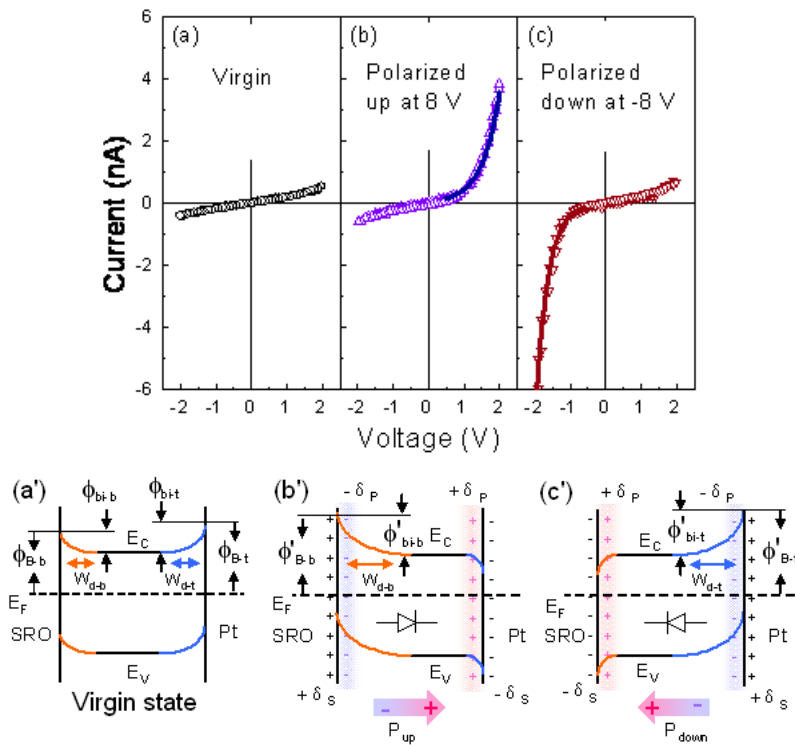 (a) (b) (c)
Virgin
Polarized
up at 8 V
Polarized
down at -8 V
Current (nA)
6
4
2
0
-2
-4
-6
-2 -1 0 1 2 -2 -1 0 1 2 -2 -1 0 1 2
Voltage (V)
(a')
ϕbi-b
ϕbi-t
EC
ϕB-b
ϕB-t
Wd-b
Wd-t
EF
SRO
Pt
EV
Virgin state
(b')
- δP
+ δP
ϕ'bi-b
EC
ϕ'B-b
Wd-b
EF
SRO
Pt
EV
+ δS
- δS
- +
Pup
(c')
+ δP
- δP
ϕ'bi-t
EC
ϕ'B-t
Wd-t
EF
SRO
Pt
EV
- δS
+ δS
+ -
Pdown